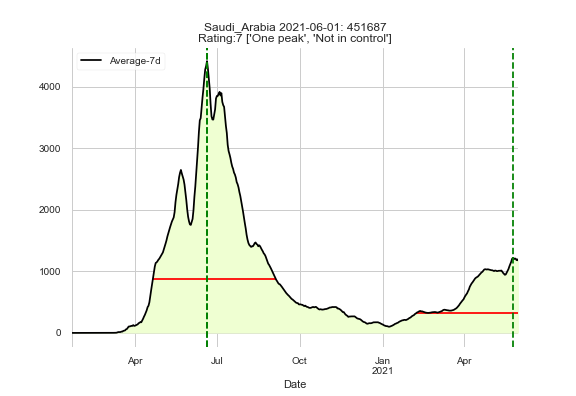 Saudi_Arabia 2021-06-01: 451687
Rating:7 ['One peak', 'Not in control']
Average-7d
4000
3000
2000
1000
0
Apr
Jul
Oct
Jan
2021
Apr
Date